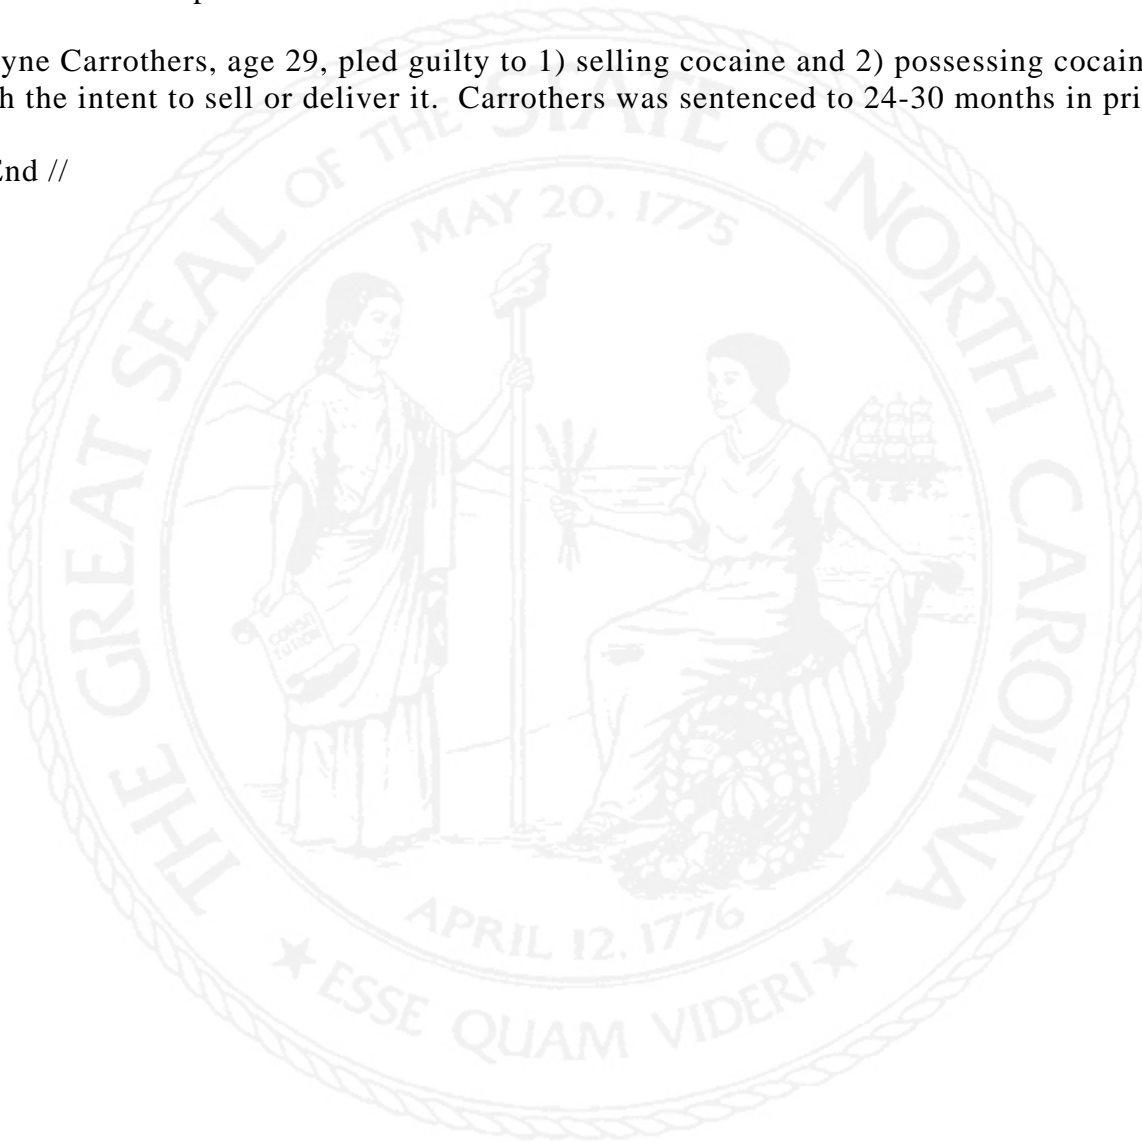 yne Carrothers, age 29, pled guilty to 1) selling cocaine and 2) possessing cocain
h the intent to sell or deliver it. Carrothers was sentenced to 24-30 months in pri
End //
THE GREAT SEAL OF THE STATE OF NORTH CAROLINA
MAY 20, 1775
CONSTI
TUTION
APRIL 12, 1776
★ ESSE QUAM VIDERI ★